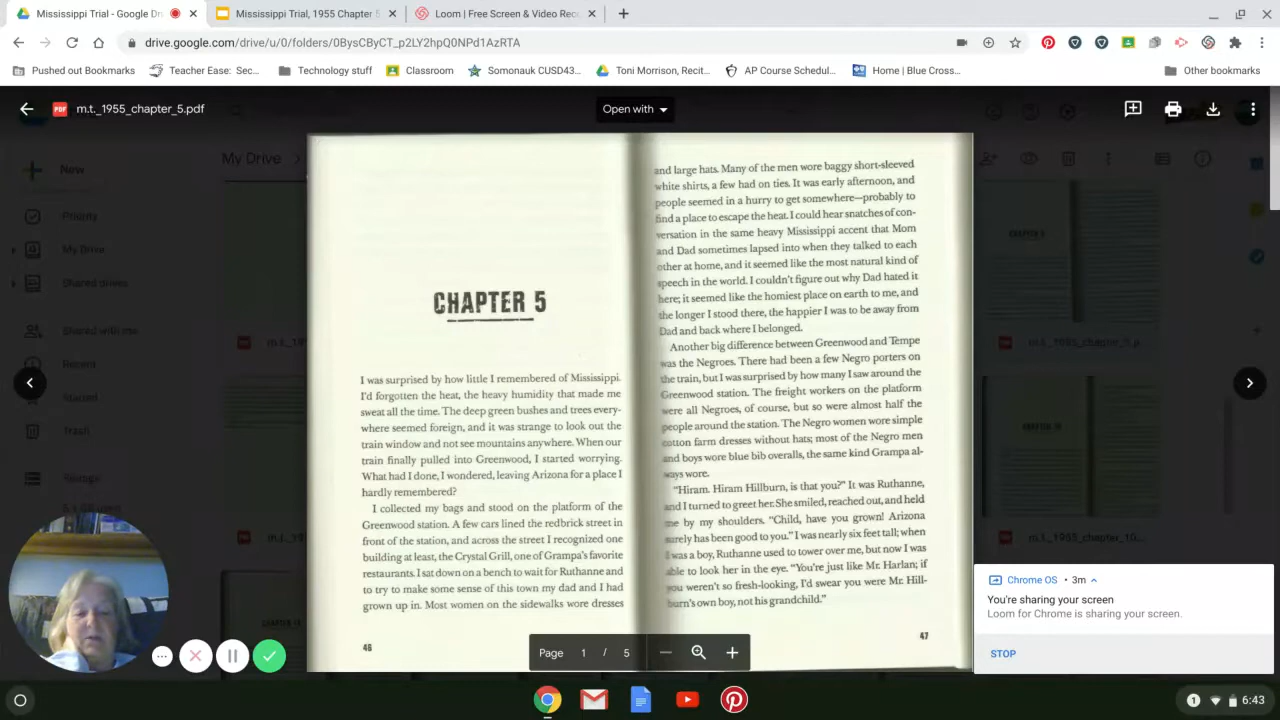 Mississippi Trial - Google Dr
Mississippi Trial, 1955 Chapter 5
Loom | Free Screen & Video Rec
drive.google.com/drive/u/0/folders/0BysCByCT_p2LY2hpQ0NPd1AzRTA
Pushed out Bookmarks
Teacher Ease: Sec...
Technology stuff
Classroom
Somonauk CUSD43...
Toni Morrison, Recit...
AP Course Schedul...
Home | Blue Cross...
Other bookmarks
PDF
m.t._1955_chapter_5.pdf
Open with
New
My Drive
Priority
My Drive
Shared drives
Shared with me
Recent
Starred
Trash
Storage
CHAPTER 5
I was surprised by how little I remembered of Mississippi.
I'd forgotten the heat, the heavy humidity that made me
sweat all the time. The deep green bushes and trees every-
where seemed foreign, and it was strange to look out the
train window and not see mountains anywhere. When our
train finally pulled into Greenwood, I started worrying.
What had I done, I wondered, leaving Arizona for a place I
hardly remembered?
I collected my bags and stood on the platform of the
Greenwood station. A few cars lined the redbrick street in
front of the station, and across the street I recognized one
building at least, the Crystal Grill, one of Grampa's favorite
restaurants. I sat down on a bench to wait for Ruthanne and
to try to make some sense of this town my dad and I had
grown up in. Most women on the sidewalks wore dresses
46
and large hats. Many of the men wore baggy short-sleeved
white shirts, a few had on ties. It was early afternoon, and
people seemed in a hurry to get somewhere—probably to
find a place to escape the heat. I could hear snatches of con-
versation in the same heavy Mississippi accent that Mom
and Dad sometimes lapsed into when they talked to each
other at home, and it seemed like the most natural kind of
speech in the world. I couldn't figure out why Dad hated it
here; it seemed like the homiest place on earth to me, and
the longer I stood there, the happier I was to be away from
Dad and back where I belonged.
Another big difference between Greenwood and Tempe
was the Negroes. There had been a few Negro porters on
the train, but I was surprised by how many I saw around the
Greenwood station. The freight workers on the platform
were all Negroes, of course, but so were almost half the
people around the station. The Negro women wore simple
cotton farm dresses without hats; most of the Negro men
and boys wore blue bib overalls, the same kind Grampa al-
ways wore.
"Hiram. Hiram Hillburn, is that you?" It was Ruthanne,
and I turned to greet her. She smiled, reached out, and held
me by my shoulders. "Child, have you grown! Arizona
surely has been good to you." I was nearly six feet tall; when
I was a boy, Ruthanne used to tower over me, but now I was
able to look her in the eye. "You're just like Mr. Harlan; if
you weren't so fresh-looking, I'd swear you were Mr. Hill-
burn's own boy, not his grandchild."
47
Page 1 / 5
Chrome OS • 3m
You're sharing your screen
Loom for Chrome is sharing your screen.
STOP
1
6:43